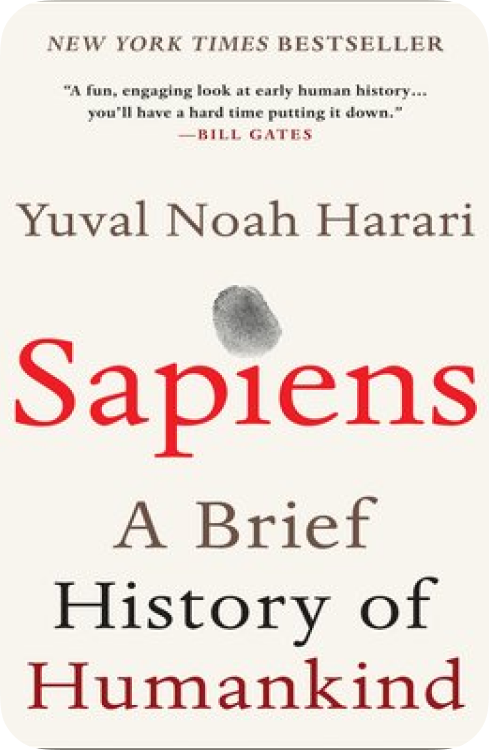 NEW YORK TIMES BESTSELLER
“A fun, engaging look at early human history…
you’ll have a hard time putting it down.”
—BILL GATES
Yuval Noah Harari
Sapiens
A Brief
History of
Humankind